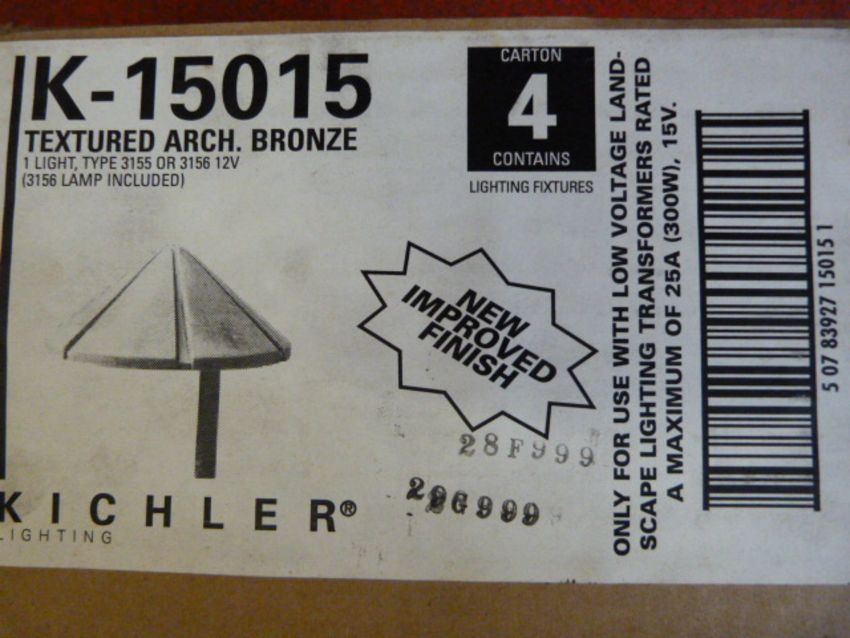 K-15015
TEXTURED ARCH. BRONZE
1 LIGHT, TYPE 3155 OR 3156 12V
(3156 LAMP INCLUDED)
CARTON
4
CONTAINS
LIGHTING FIXTURES
NEW
IMPROVED
FINISH
28F999
KICHLER®
LIGHTING
ONLY FOR USE WITH LOW VOLTAGE LAND-
SCAPE LIGHTING TRANSFORMERS RATED
A MAXIMUM OF 25A (300W), 15V.
5 07 83927 15015 1